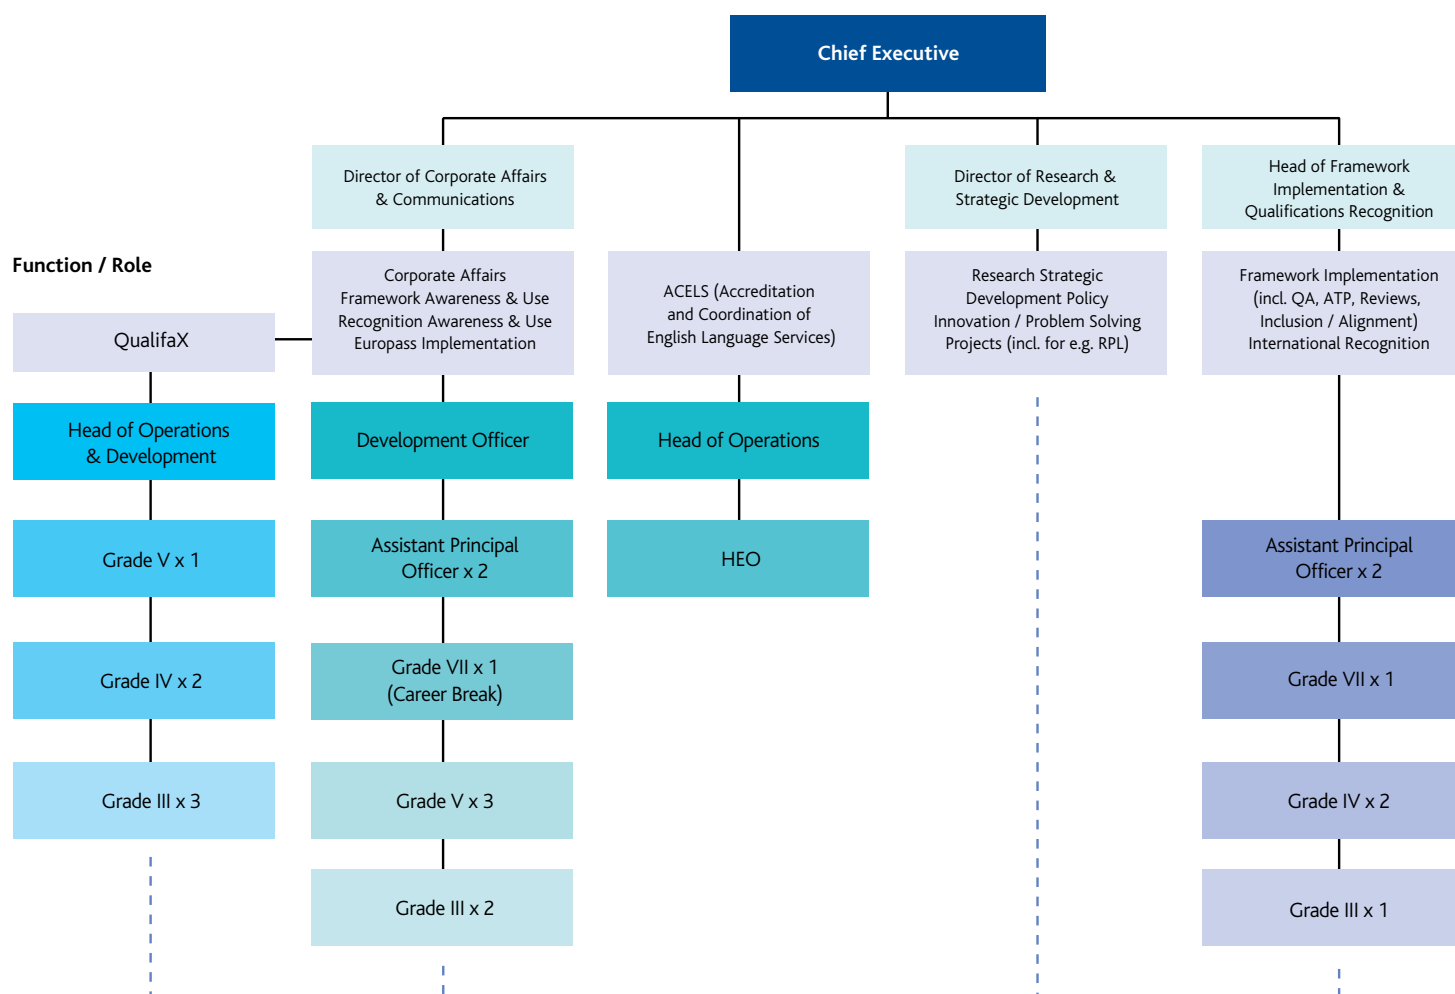 Chief Executive
Director of Corporate Affairs
& Communications
Director of Research &
Strategic Development
Head of Framework
Implementation &
Qualifications Recognition
Function / Role
QualifaX
Corporate Affairs
Framework Awareness & Use
Recognition Awareness & Use
Europass Implementation
ACELS (Accreditation
and Coordination of
English Language Services)
Research Strategic
Development Policy
Innovation / Problem Solving
Projects (incl. for e.g. RPL)
Framework Implementation
(incl. QA, ATP, Reviews,
Inclusion / Alignment)
International Recognition
Head of Operations
& Development
Development Officer
Head of Operations
Grade V x 1
Assistant Principal
Officer x 2
HEO
Assistant Principal
Officer x 2
Grade IV x 2
Grade VII x 1
(Career Break)
Grade VII x 1
Grade III x 3
Grade V x 3
Grade IV x 2
Grade III x 2
Grade III x 1